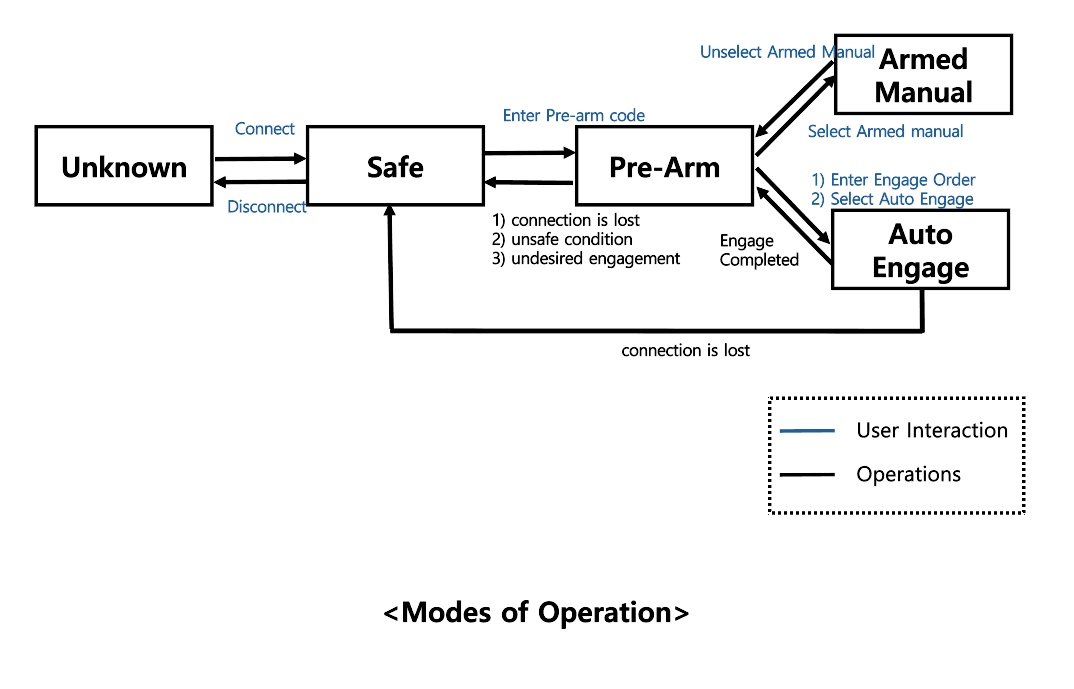 Unselect Armed Manual
Armed
Manual
Select Armed manual
Enter Pre-arm code
Connect
Unknown
Safe
Pre-Arm
Disconnect
1) Enter Engage Order
2) Select Auto Engage
1) connection is lost
2) unsafe condition
3) undesired engagement
Engage
Completed
Auto
Engage
connection is lost
User Interaction
Operations
<Modes of Operation>